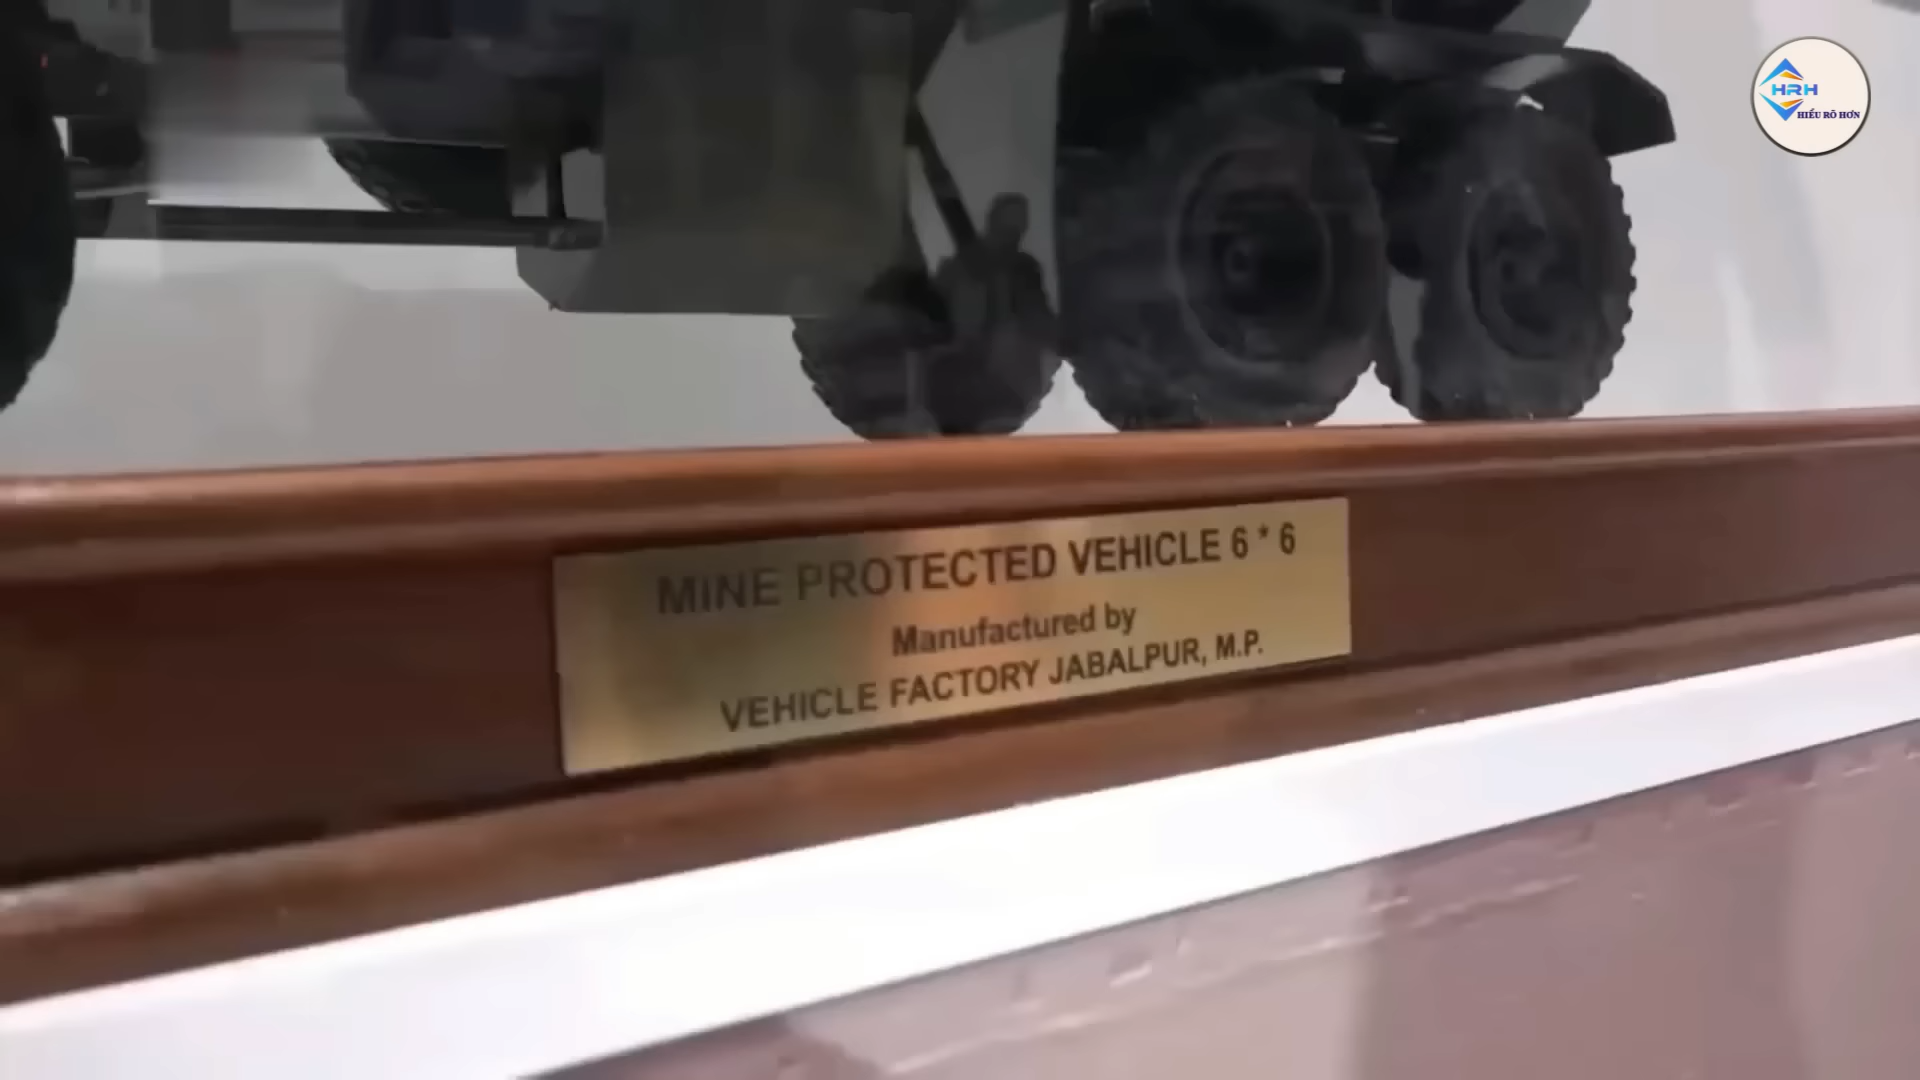 HRH
HIỂU RÕ HƠN
MINE PROTECTED VEHICLE 6 * 6
Manufactured by
VEHICLE FACTORY JABALPUR, M.P.